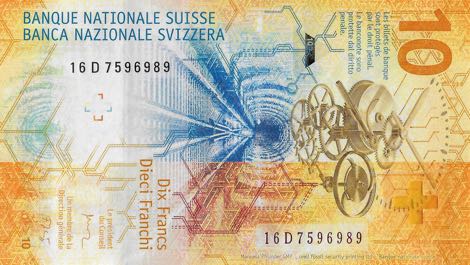 10
Les billets de banque
sont protégés
par le droit pénal.
Le banconote sono
protette dal diritto
penale.
10
16D7596989
BANQUE NATIONALE SUISSE
BANCA NAZIONALE SVIZZERA
16D7596989
Dix Francs
Dieci Franchi
Le président
du Conseil
Un membre de la
Direction générale
10